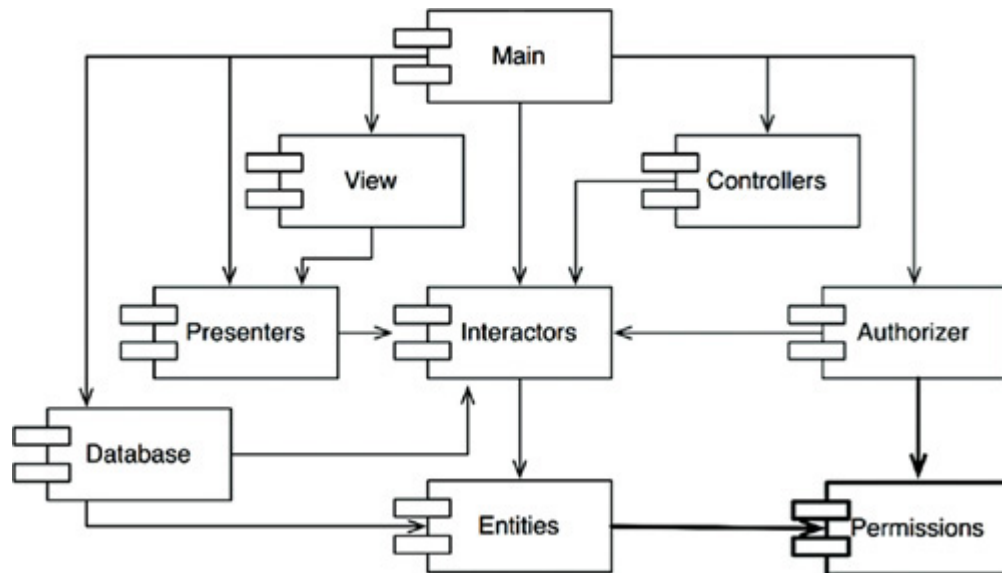 Main
View
Controllers
Presenters
Interactors
Authorizer
Database
Entities
Permissions